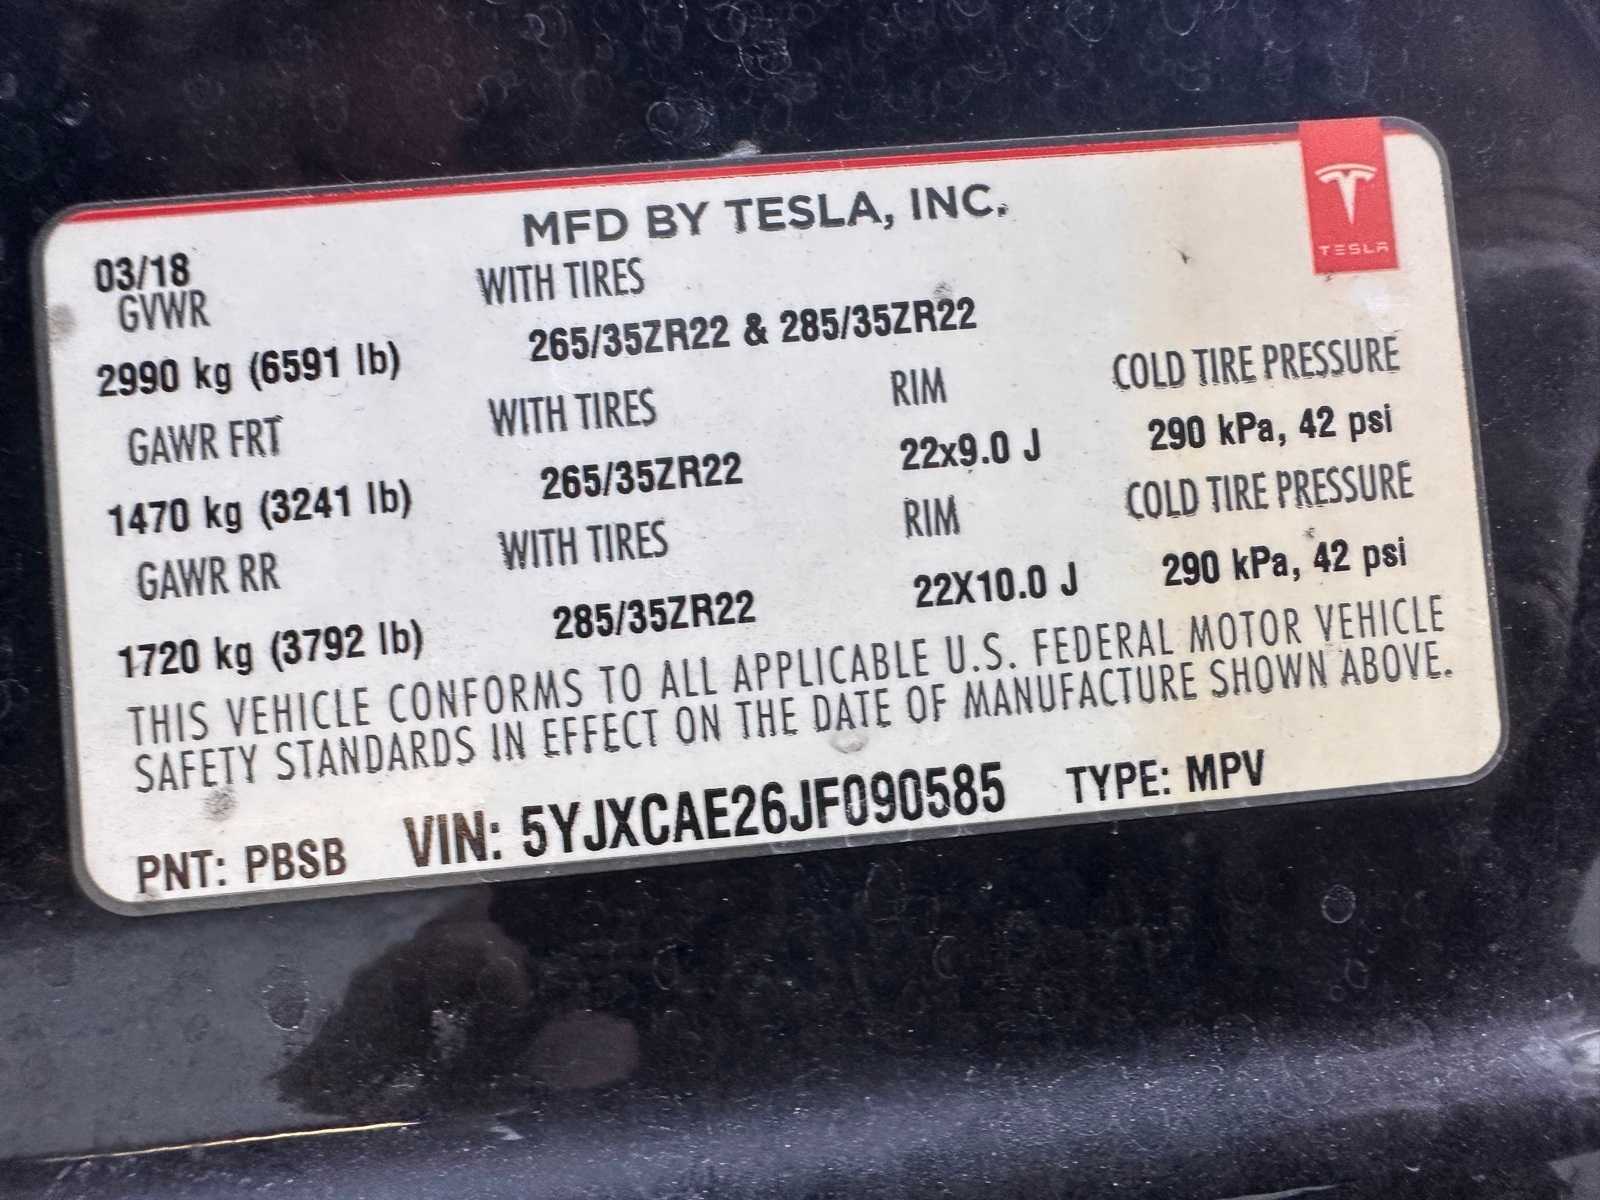 MFD BY TESLA, INC.
TESLA
03/18
GVWR WITH TIRES
2990 kg (6591 lb) 265/35ZR22 & 285/35ZR22
GAWR FRT WITH TIRES RIM COLD TIRE PRESSURE
1470 kg (3241 lb) 265/35ZR22 22x9.0 J 290 kPa, 42 psi
GAWR RR WITH TIRES RIM COLD TIRE PRESSURE
1720 kg (3792 lb) 285/35ZR22 22X10.0 J 290 kPa, 42 psi
THIS VEHICLE CONFORMS TO ALL APPLICABLE U.S. FEDERAL MOTOR VEHICLE
SAFETY STANDARDS IN EFFECT ON THE DATE OF MANUFACTURE SHOWN ABOVE.
PNT: PBSB VIN: 5YJXCAE26JF090585 TYPE: MPV